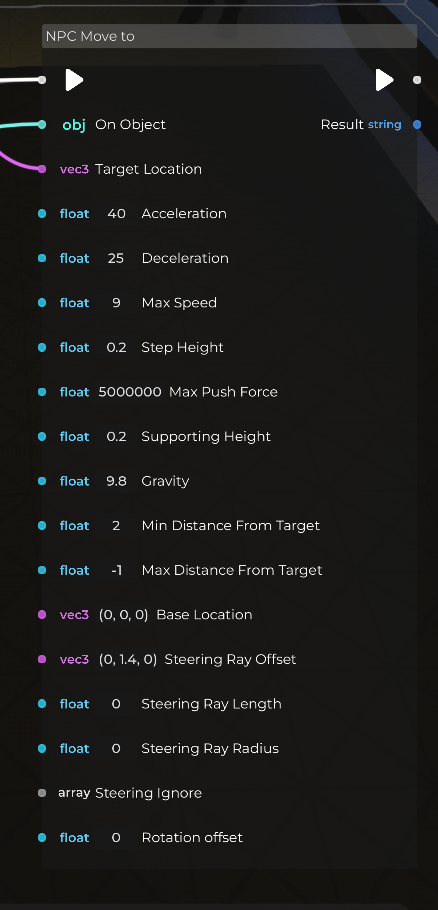 NPC Move to
obj On Object Result string
vec3 Target Location
float 40 Acceleration
float 25 Deceleration
float 9 Max Speed
float 0.2 Step Height
float 5000000 Max Push Force
float 0.2 Supporting Height
float 9.8 Gravity
float 2 Min Distance From Target
float -1 Max Distance From Target
vec3 (0, 0, 0) Base Location
vec3 (0, 1.4, 0) Steering Ray Offset
float 0 Steering Ray Length
float 0 Steering Ray Radius
array Steering Ignore
float 0 Rotation offset